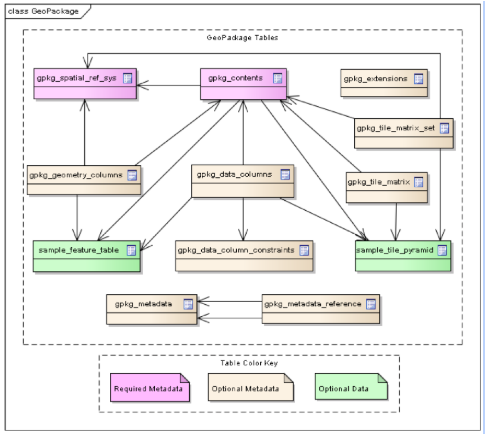 class GeoPackage
GeoPackage Tables
gpkg_spatial_ref_sys
gpkg_contents
gpkg_extensions
gpkg_tile_matrix_set
gpkg_geometry_columns
gpkg_data_columns
gpkg_tile_matrix
sample_feature_table
gpkg_data_column_constraints
sample_tile_pyramid
gpkg_metadata
gpkg_metadata_reference
Table Color Key
Required Metadata
Optional Metadata
Optional Data